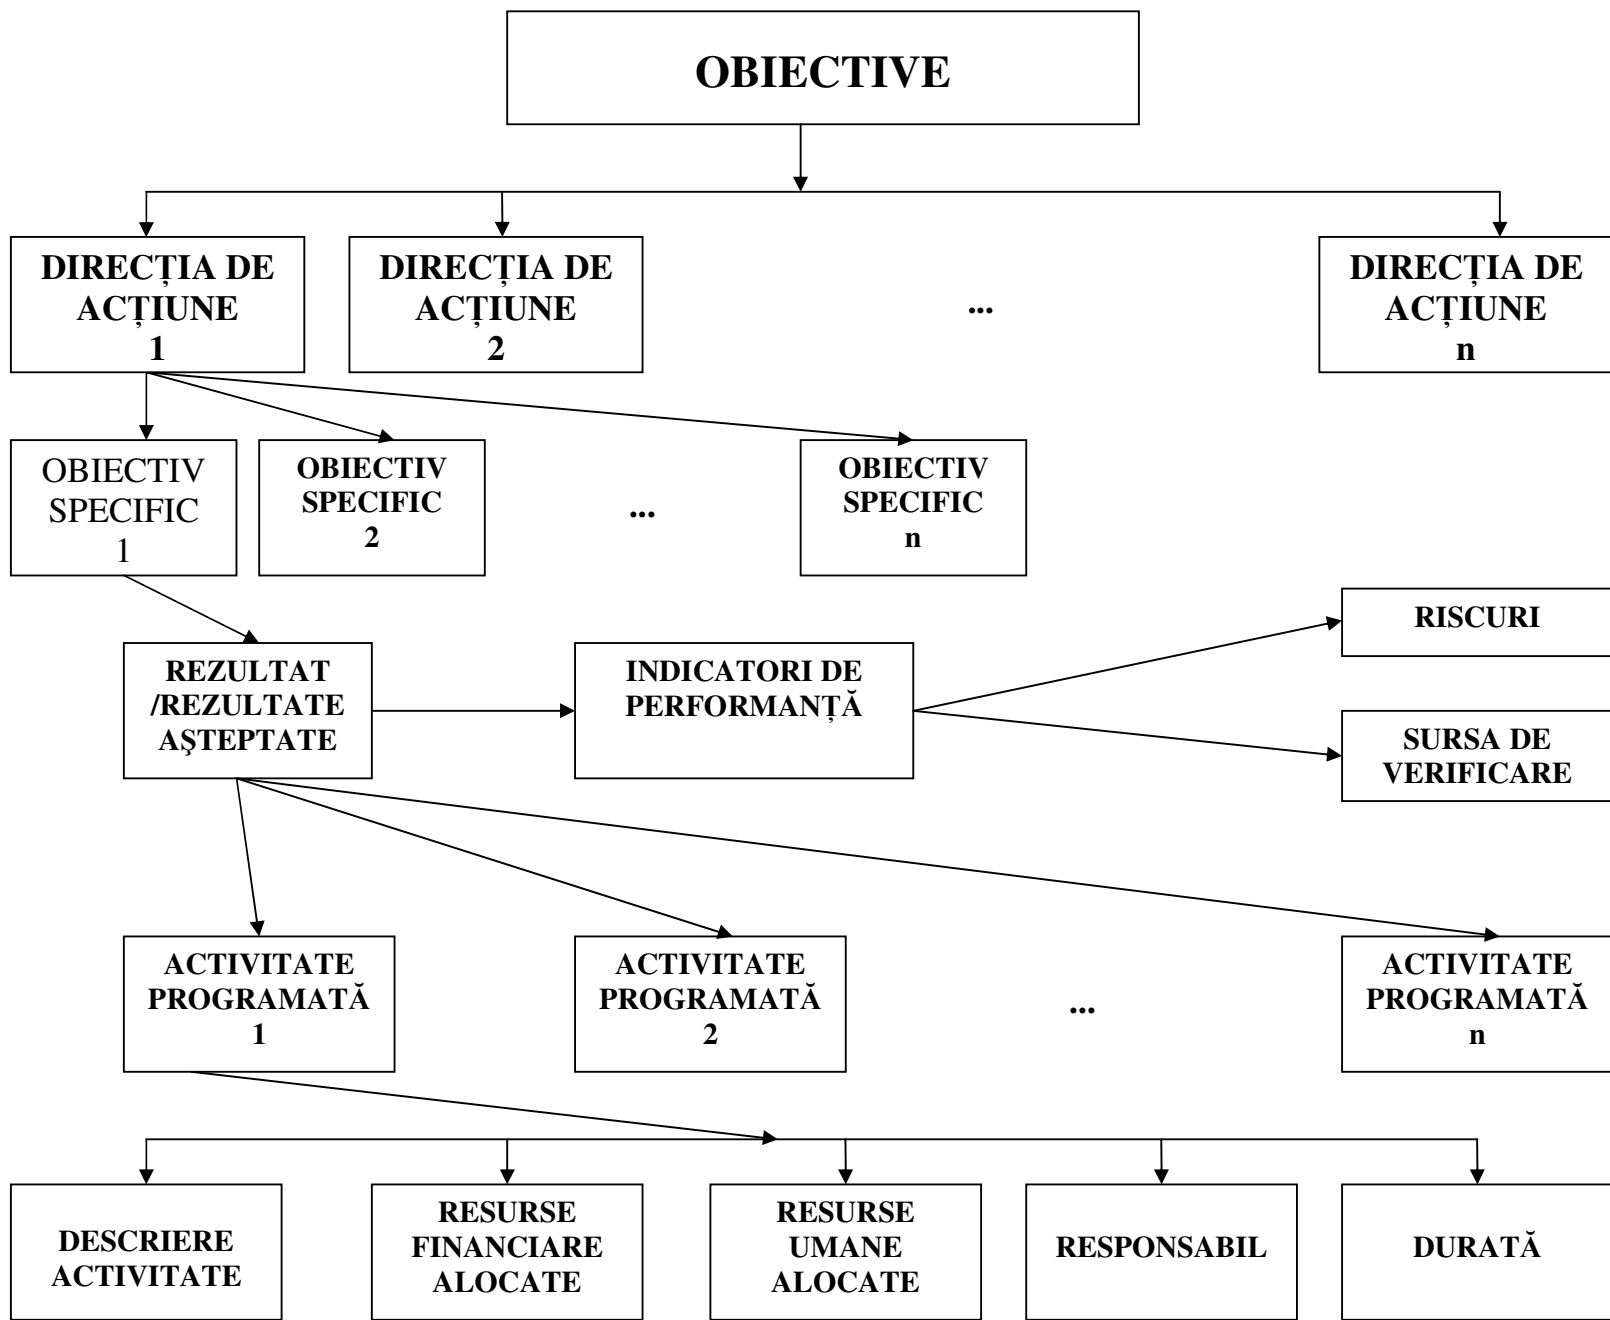 OBIECTIVE
DIRECȚIA DE
ACȚIUNE
1
DIRECȚIA DE
ACȚIUNE
2
...
DIRECȚIA DE
ACȚIUNE
n
OBIECTIV
SPECIFIC
1
OBIECTIV
SPECIFIC
2
...
OBIECTIV
SPECIFIC
n
REZULTAT
/REZULTATE
AŞTEPTATE
INDICATORI DE
PERFORMANȚĂ
RISCURI
SURSA DE
VERIFICARE
ACTIVITATE
PROGRAMATĂ
1
ACTIVITATE
PROGRAMATĂ
2
...
ACTIVITATE
PROGRAMATĂ
n
DESCRIERE
ACTIVITATE
RESURSE
FINANCIARE
ALOCATE
RESURSE
UMANE
ALOCATE
RESPONSABIL
DURATĂ